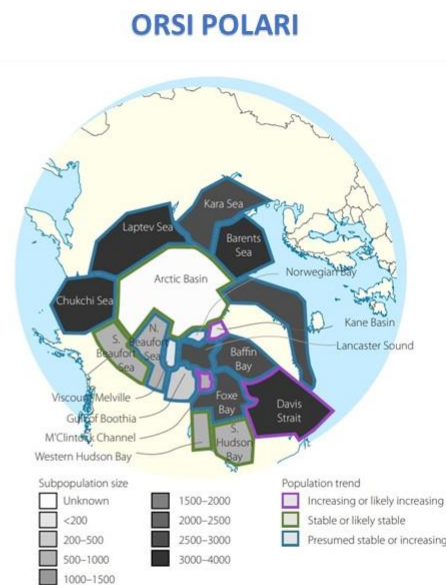 ORSI POLARI
Kara Sea
Laptev Sea
Barents
Sea
Norwegian Bay
Arctic Basin
Chukchi Sea
Kane Basin
N.
Beaufort
Sea
S.
Beaufort
Sea
Lancaster Sound
Baffin
Bay
Viscount Melville
Foxe
Bay
Davis
Strait
Gulf of Boothia
M'Clintock Channel
S.
Hudson
Bay
Western Hudson Bay
Subpopulation size
Unknown
<200
200–500
500–1000
1000–1500
1500–2000
2000–2500
2500–3000
3000–4000
Population trend
Increasing or likely increasing
Stable or likely stable
Presumed stable or increasing